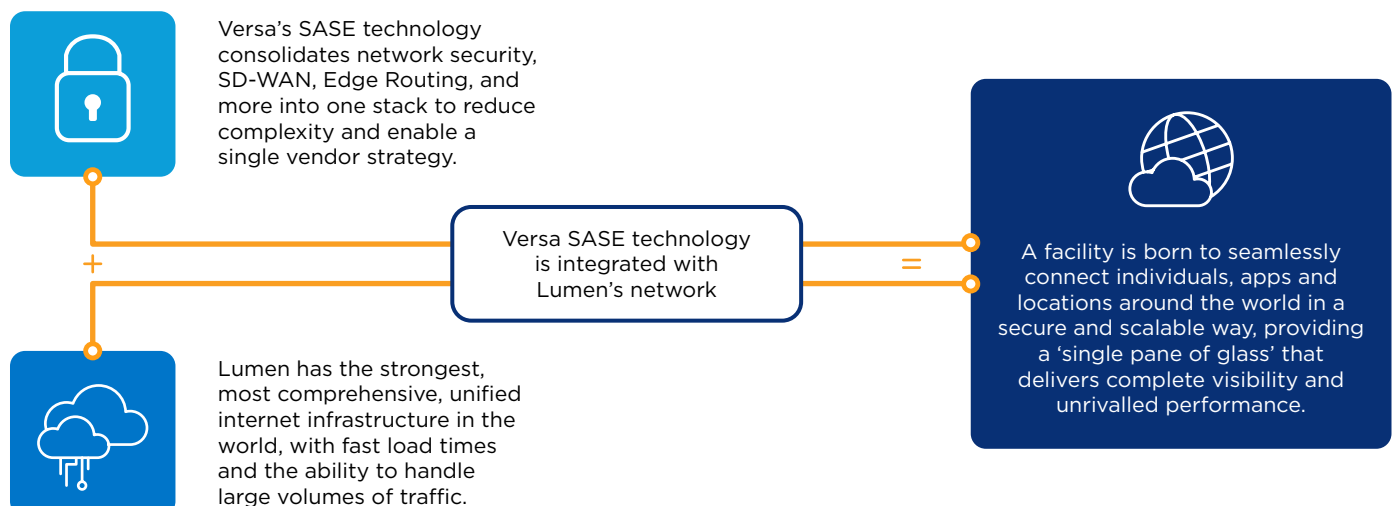 Versa’s SASE technology
consolidates network security,
SD-WAN, Edge Routing, and
more into one stack to reduce
complexity and enable a
single vendor strategy.
+
Versa SASE technology
is integrated with
Lumen’s network
=
A facility is born to seamlessly
connect individuals, apps and
locations around the world in a
secure and scalable way, providing
a ‘single pane of glass’ that
delivers complete visibility and
unrivalled performance.
Lumen has the strongest,
most comprehensive, unified
internet infrastructure in the
world, with fast load times
and the ability to handle
large volumes of traffic.